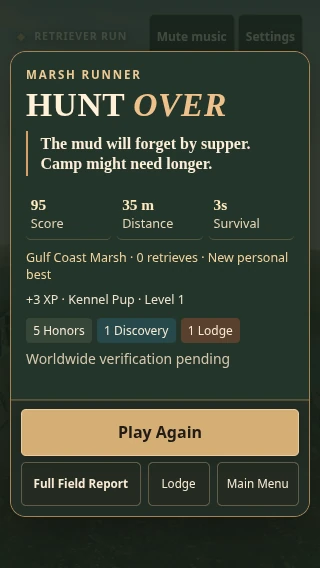 RETRIEVER RUN
Mute music
Settings
MARSH RUNNER
HUNT OVER
The mud will forget by supper.
Camp might need longer.
95
Score
35 m
Distance
3s
Survival
Gulf Coast Marsh · 0 retrieves · New personal
best
+3 XP · Kennel Pup · Level 1
5 Honors
1 Discovery
1 Lodge
Worldwide verification pending
Play Again
Full Field Report
Lodge
Main Menu